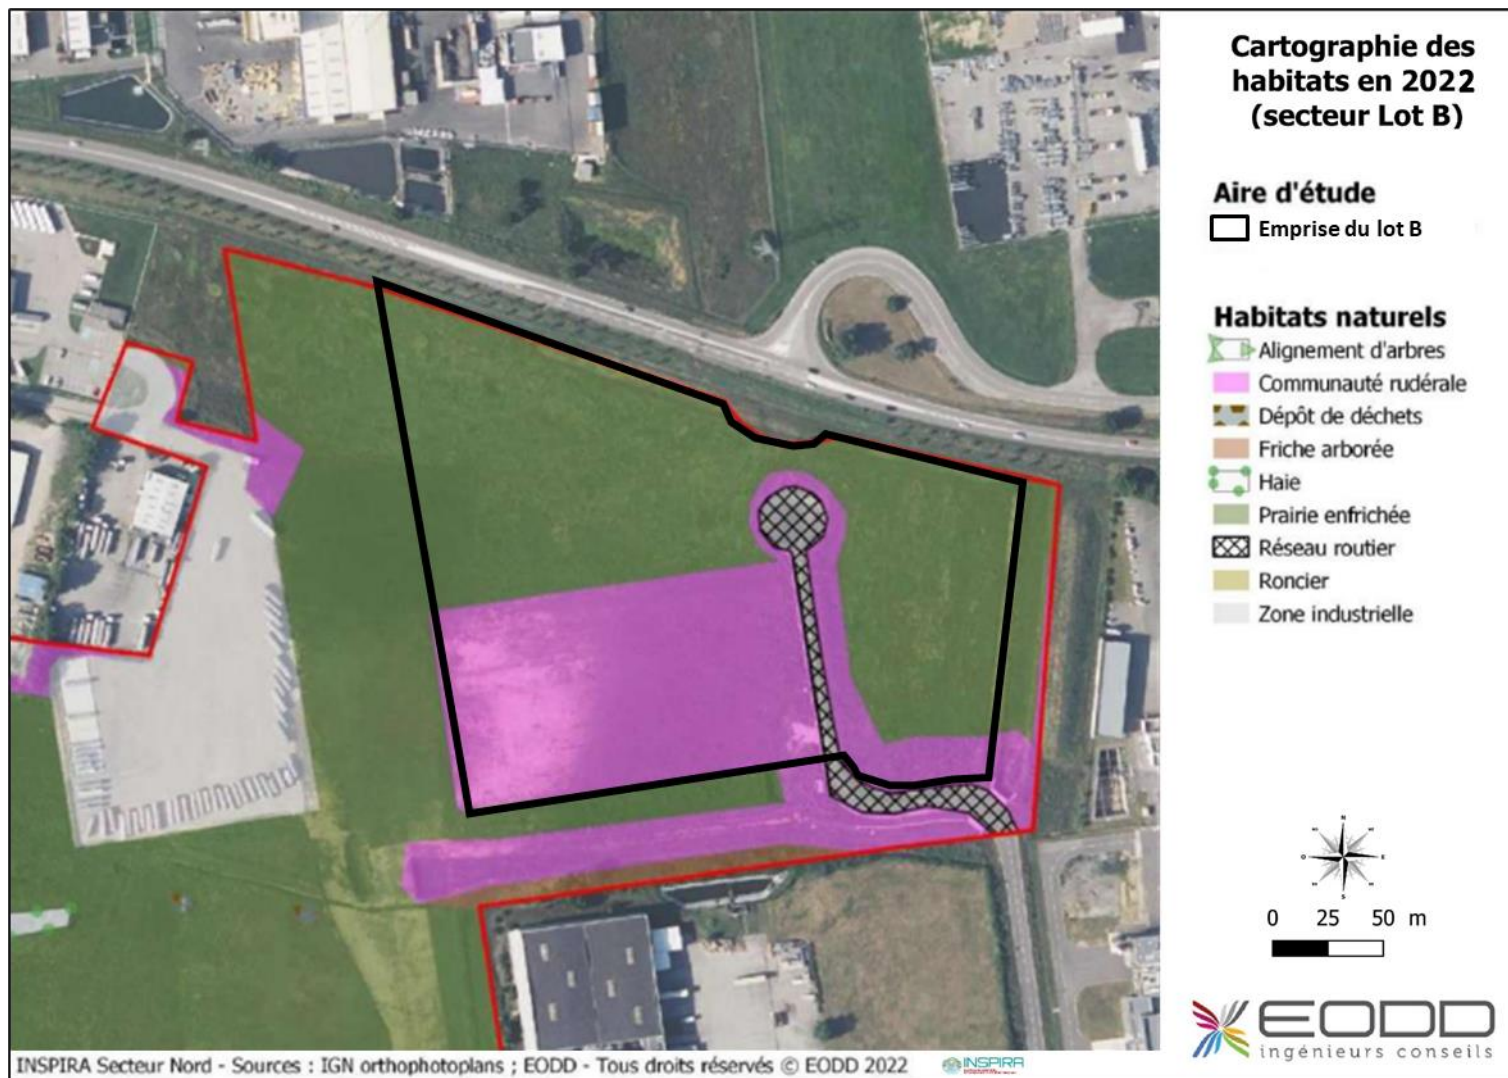 Cartographie des
habitats en 2022
(secteur Lot B)
Aire d'étude
Emprise du lot B
Habitats naturels
Alignement d'arbres
Communauté rudérale
Dépôt de déchets
Friche arborée
Haie
Prairie enfrichée
Réseau routier
Roncier
Zone industrielle
N
O
E
S
0 25 50 m
EODD
ingénieurs conseils
INSPIRA Secteur Nord - Sources : IGN orthophotoplans ; EODD - Tous droits réservés © EODD 2022
INSPIRA